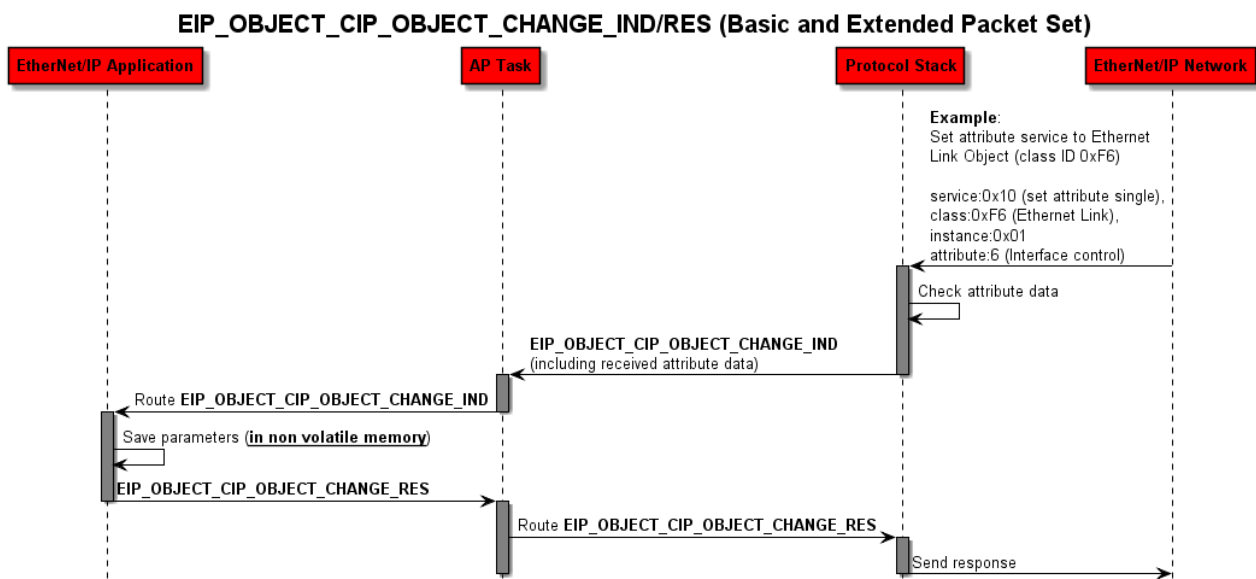 EIP_OBJECT_CIP_OBJECT_CHANGE_IND/RES (Basic and Extended Packet Set)
EtherNet/IP Application
AP Task
Protocol Stack
EtherNet/IP Network
Example:
Set attribute service to Ethernet
Link Object (class ID 0xF6)
service:0x10 (set attribute single),
class:0xF6 (Ethernet Link),
instance:0x01
attribute:6 (Interface control)
Check attribute data
EIP_OBJECT_CIP_OBJECT_CHANGE_IND
(including received attribute data)
Route EIP_OBJECT_CIP_OBJECT_CHANGE_IND
Save parameters (in non volatile memory)
EIP_OBJECT_CIP_OBJECT_CHANGE_RES
Route EIP_OBJECT_CIP_OBJECT_CHANGE_RES
Send response